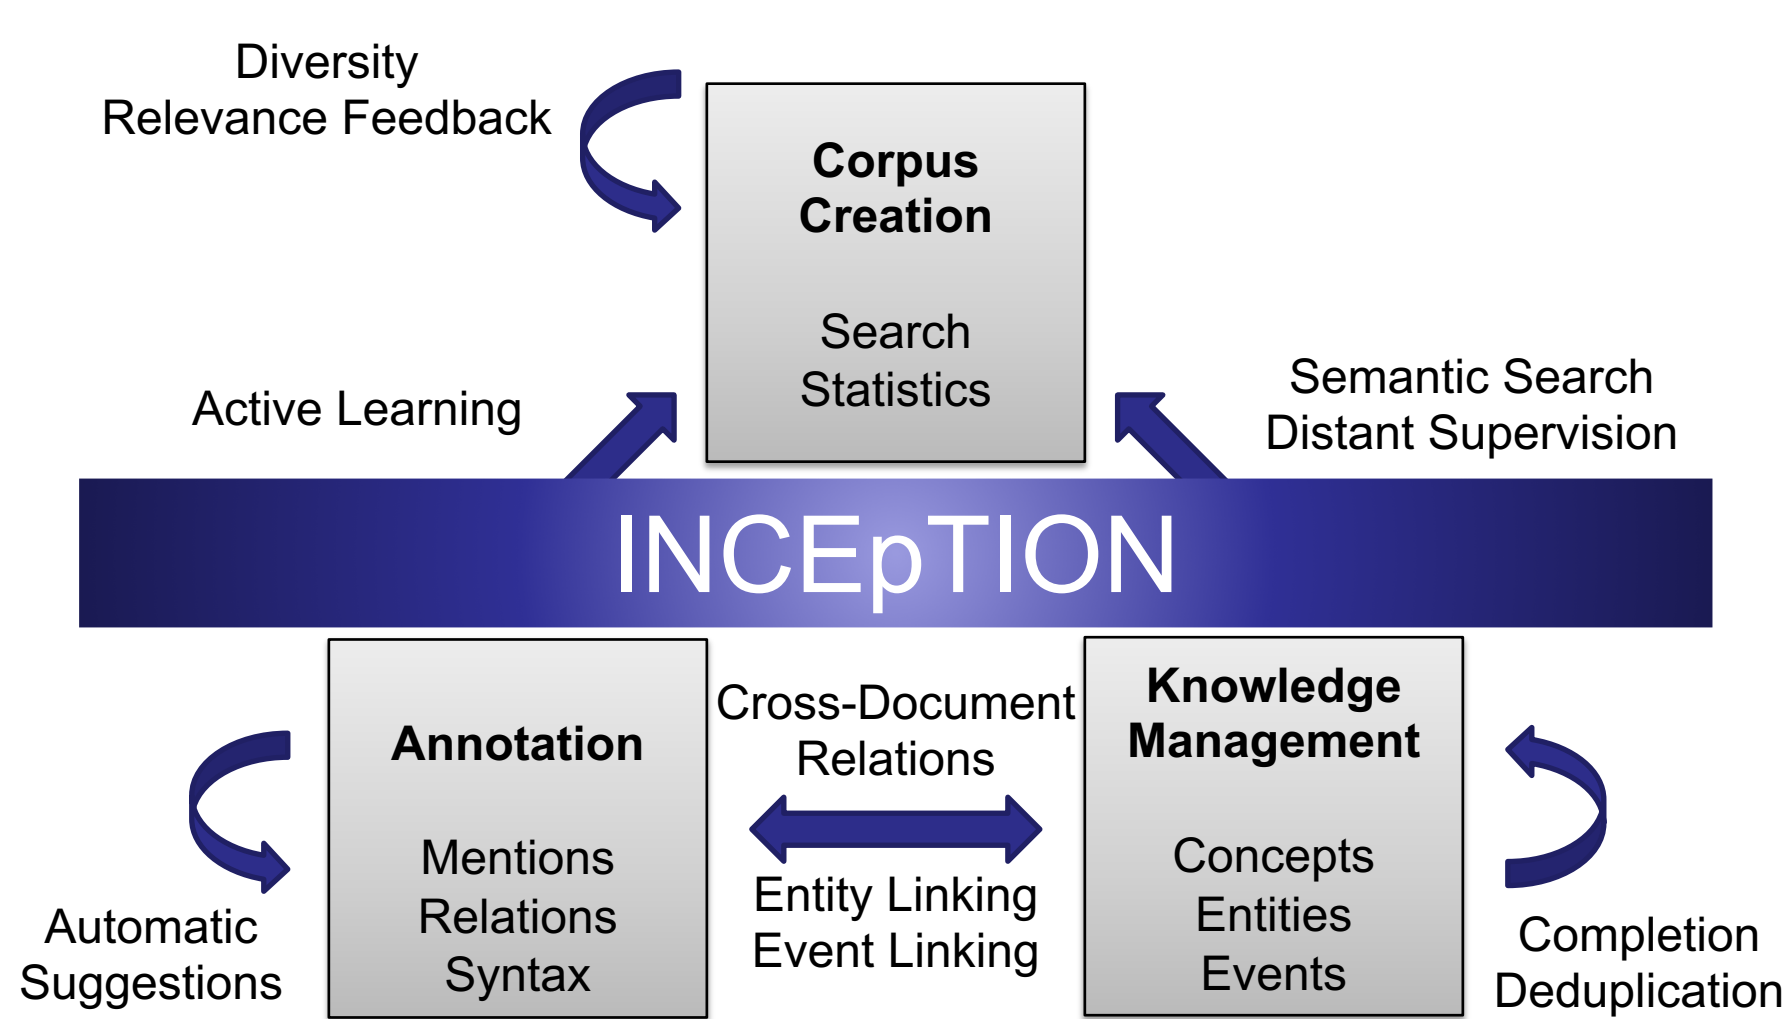 Diversity
Relevance Feedback
Corpus
Creation
Search
Statistics
Active Learning
Semantic Search
Distant Supervision
INCEpTION
Annotation
Mentions
Relations
Syntax
Cross-Document
Relations
Entity Linking
Event Linking
Knowledge
Management
Concepts
Entities
Events
Automatic
Suggestions
Completion
Deduplication